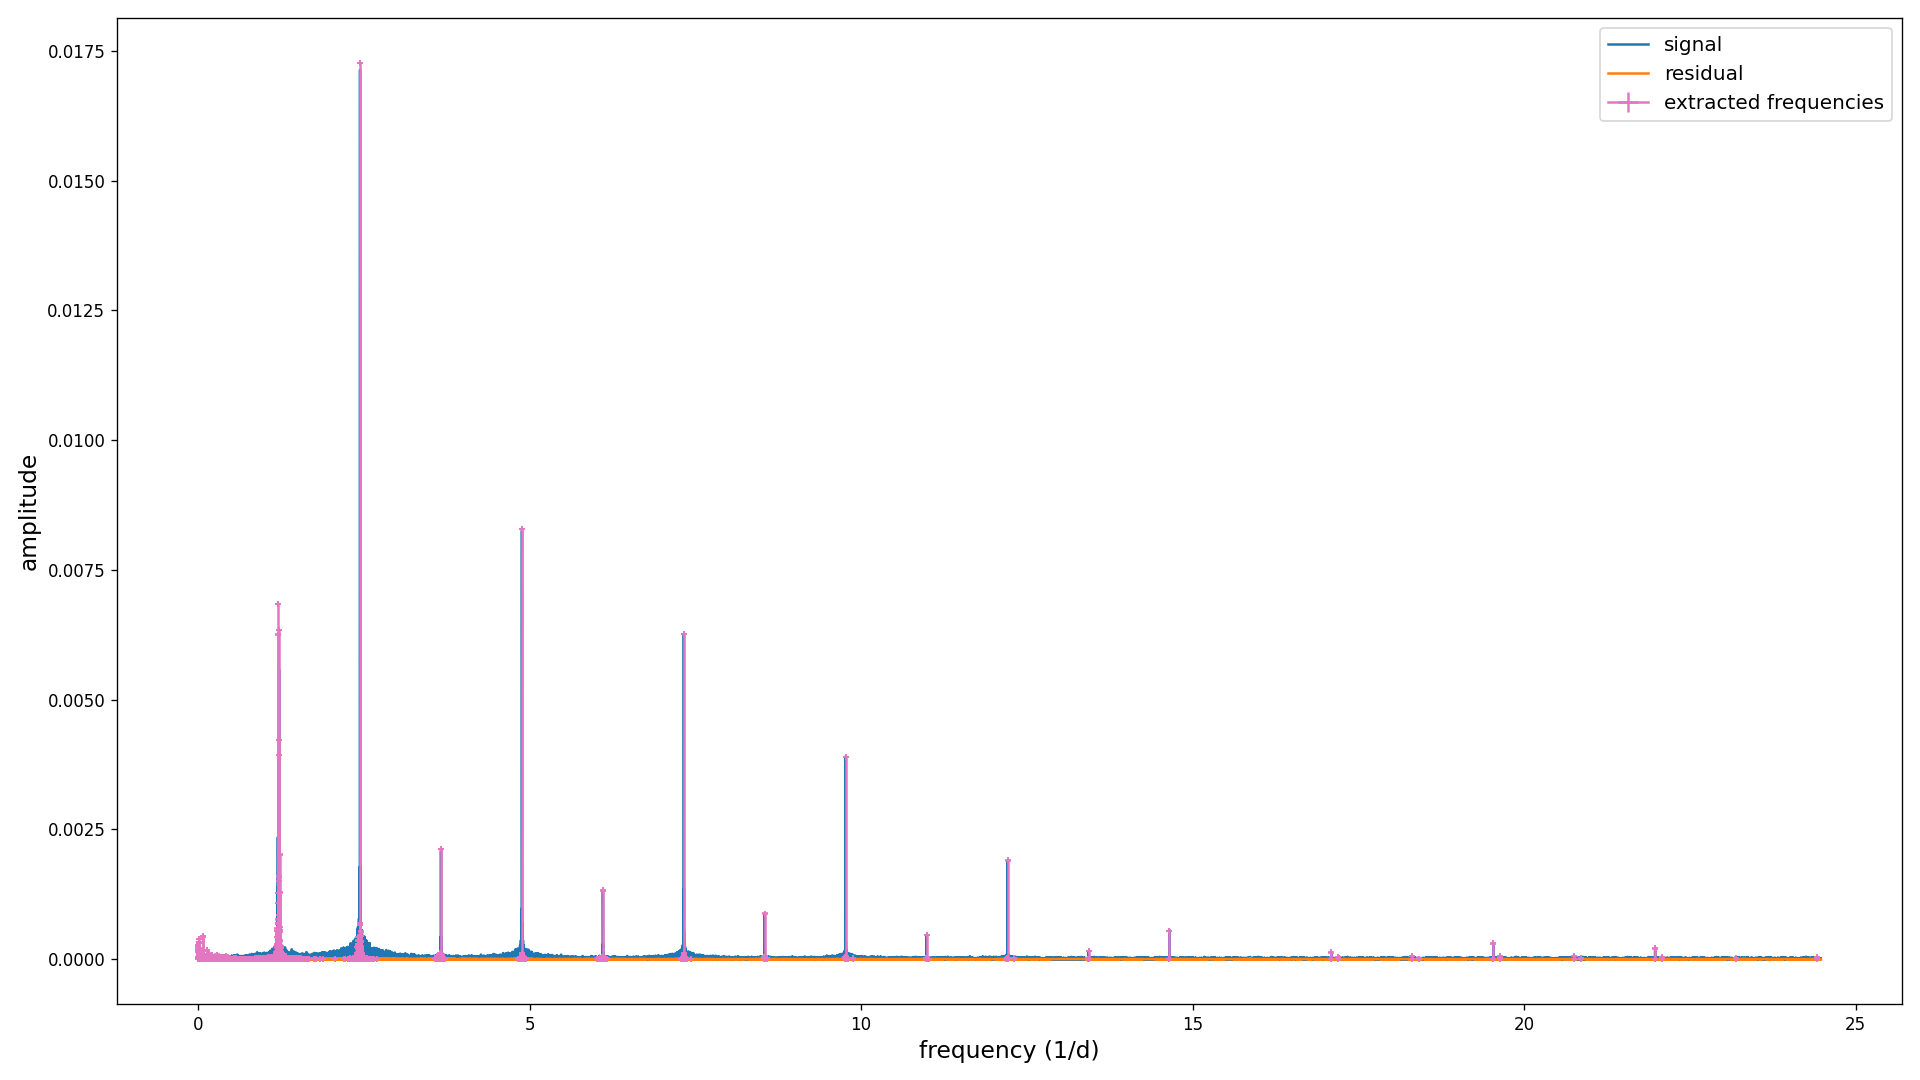 0.0175
0.0150
0.0125
0.0100
0.0075
0.0050
0.0025
0.0000
amplitude
0 5 10 15 20 25
frequency (1/d)
signal
residual
extracted frequencies